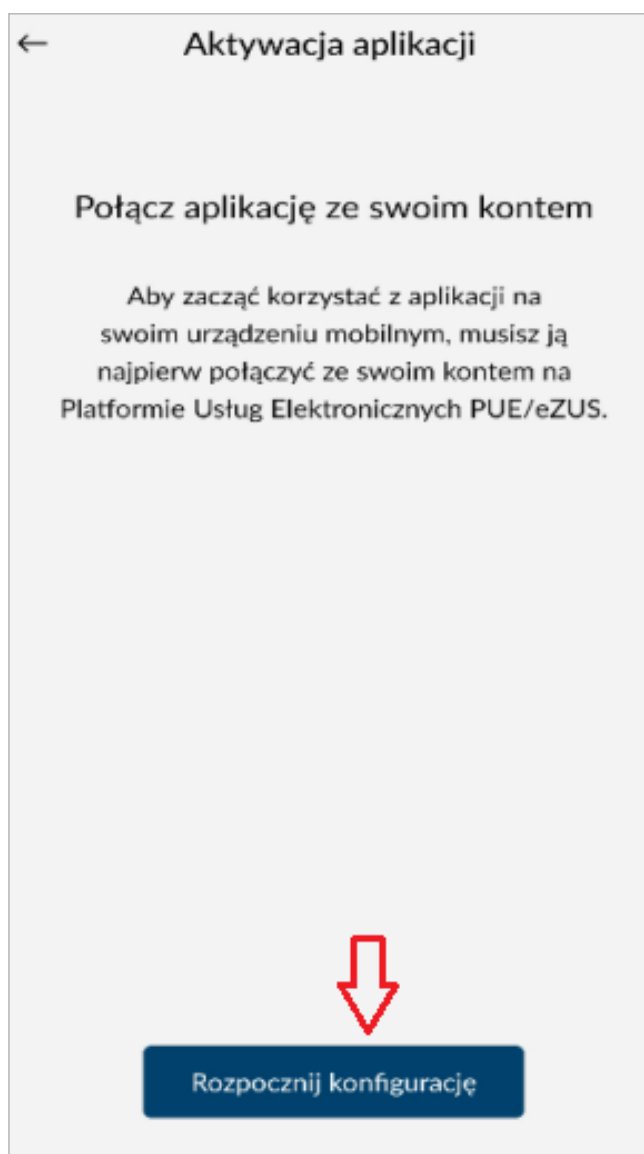 Aktywacja aplikacji
Połącz aplikację ze swoim kontem
Aby zacząć korzystać z aplikacji na
swoim urządzeniu mobilnym, musisz ją
najpierw połączyć ze swoim kontem na
Platformie Usług Elektronicznych PUE/eZUS.
Rozpocznij konfigurację